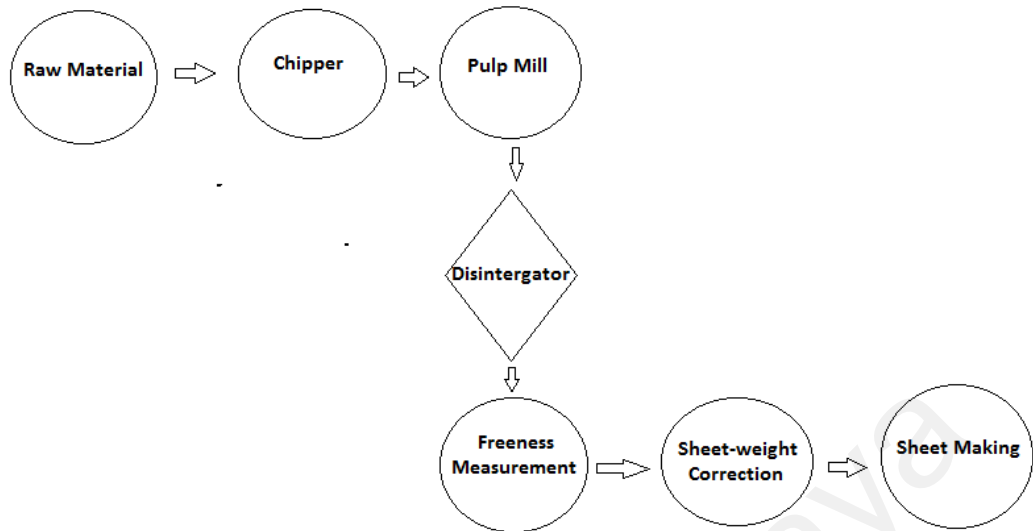 Raw Material
Chipper
Pulp Mill
Disintergator
Freeness
Measurement
Sheet-weight
Correction
Sheet Making